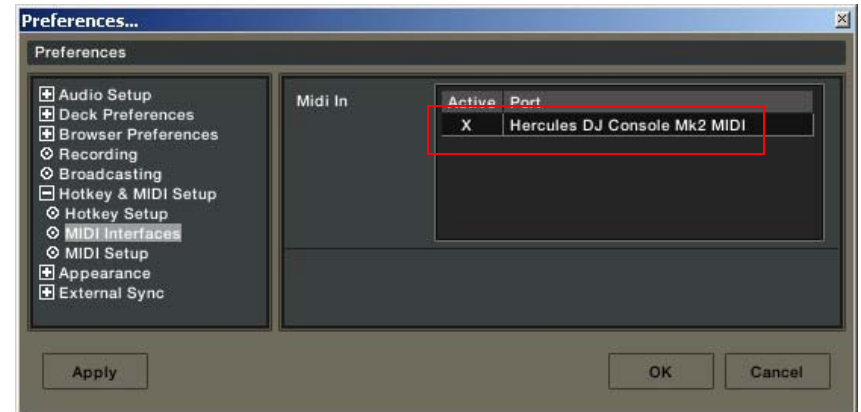 Preferences...
Preferences
Audio Setup
Deck Preferences
Browser Preferences
Recording
Broadcasting
Hotkey & MIDI Setup
Hotkey Setup
MIDI Interfaces
MIDI Setup
Appearance
External Sync
Midi In
Active Port
X Hercules DJ Console Mk2 MIDI
Apply OK Cancel